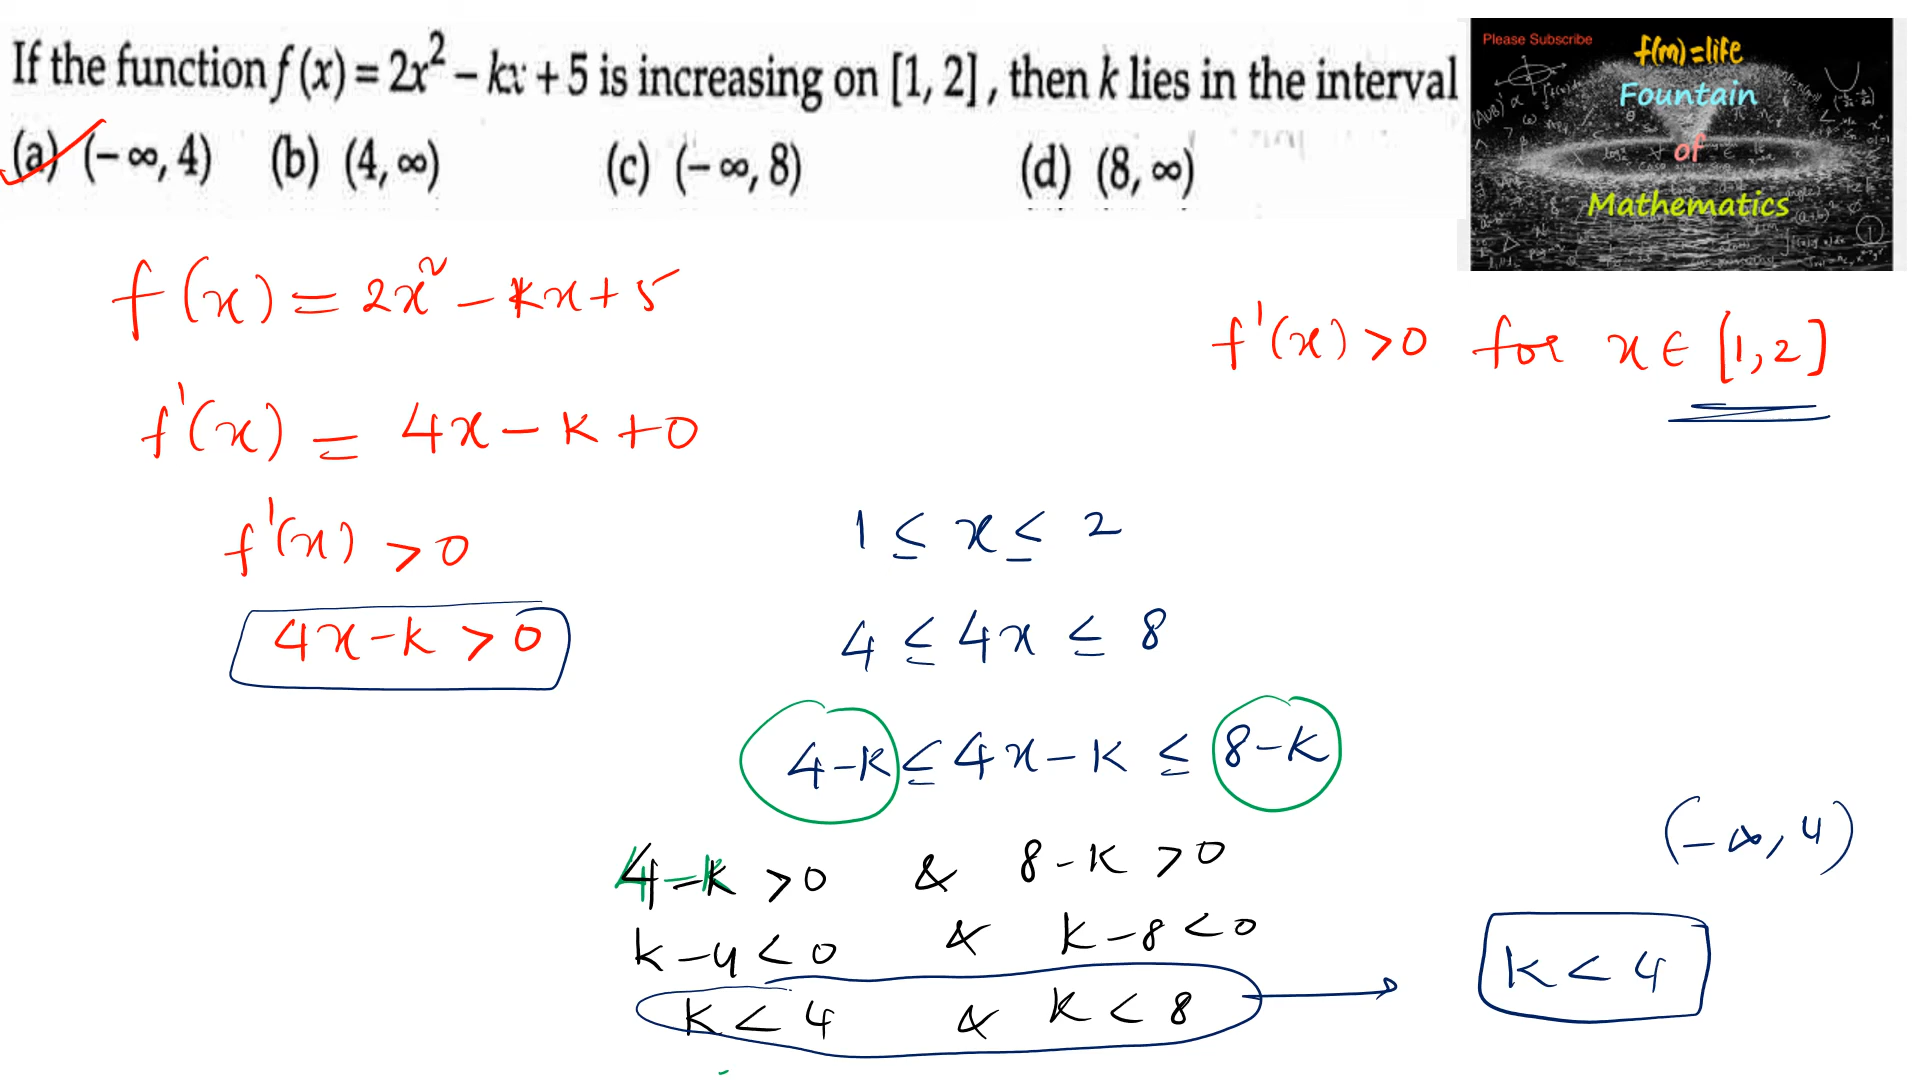 If the function f (x) = 2x² − kx + 5 is increasing on [1, 2] , then k lies in the interval
(a) (− ∞, 4) (b) (4, ∞) (c) (− ∞, 8) (d) (8, ∞)
Please Subscribe
f(m)=life
Fountain
of
Mathematics
f(x) = 2x² − kx + 5
f'(x) > 0 for x ∈ [1, 2]
f'(x) = 4x − k + 0
f'(x) > 0
4x − k > 0
1 ≤ x ≤ 2
4 ≤ 4x ≤ 8
4−k ≤ 4x − k ≤ 8−k
4−k > 0 & 8−k > 0
k−4 < 0 & k−8 < 0
k < 4 & k < 8
(−∞, 4)
k < 4